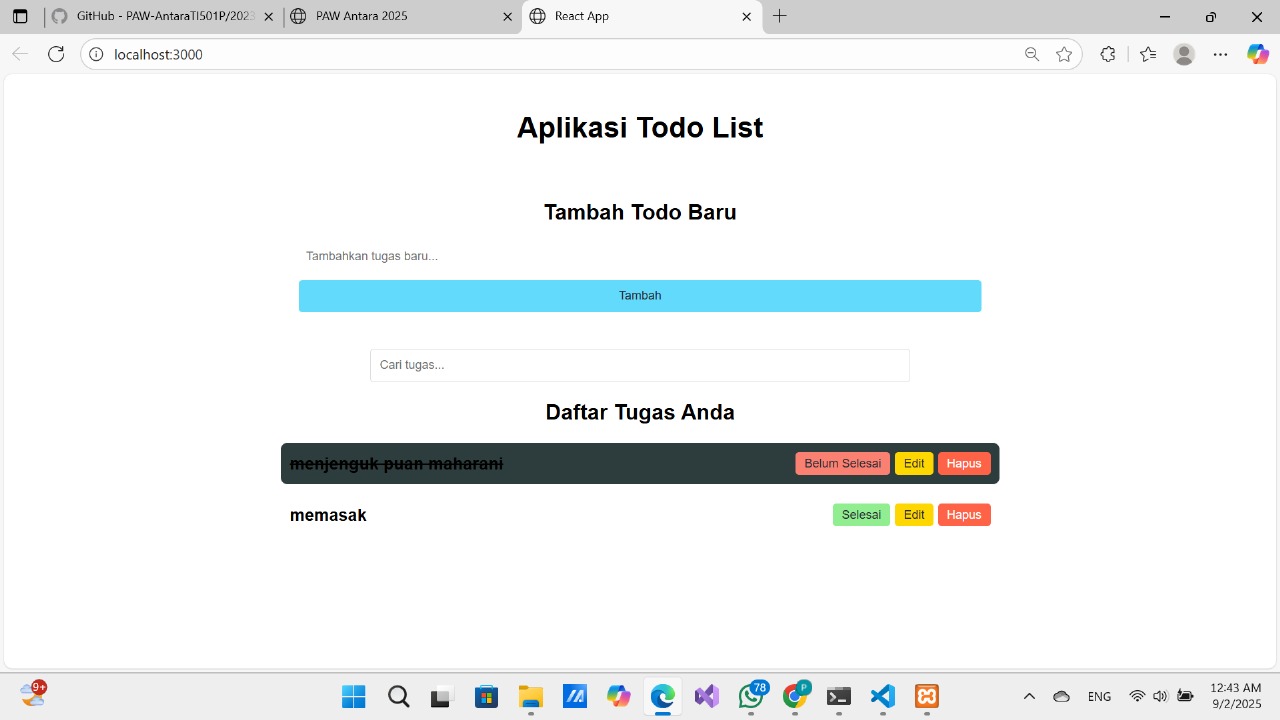 GitHub - PAW-AntaraTI501P/2023
PAW Antara 2025
React App
localhost:3000
Aplikasi Todo List
Tambah Todo Baru
Tambahkan tugas baru...
Tambah
Cari tugas...
Daftar Tugas Anda
menjenguk puan maharani
Belum Selesai
Edit
Hapus
memasak
Selesai
Edit
Hapus
9+
78
P
ENG
12:43 AM
9/2/2025